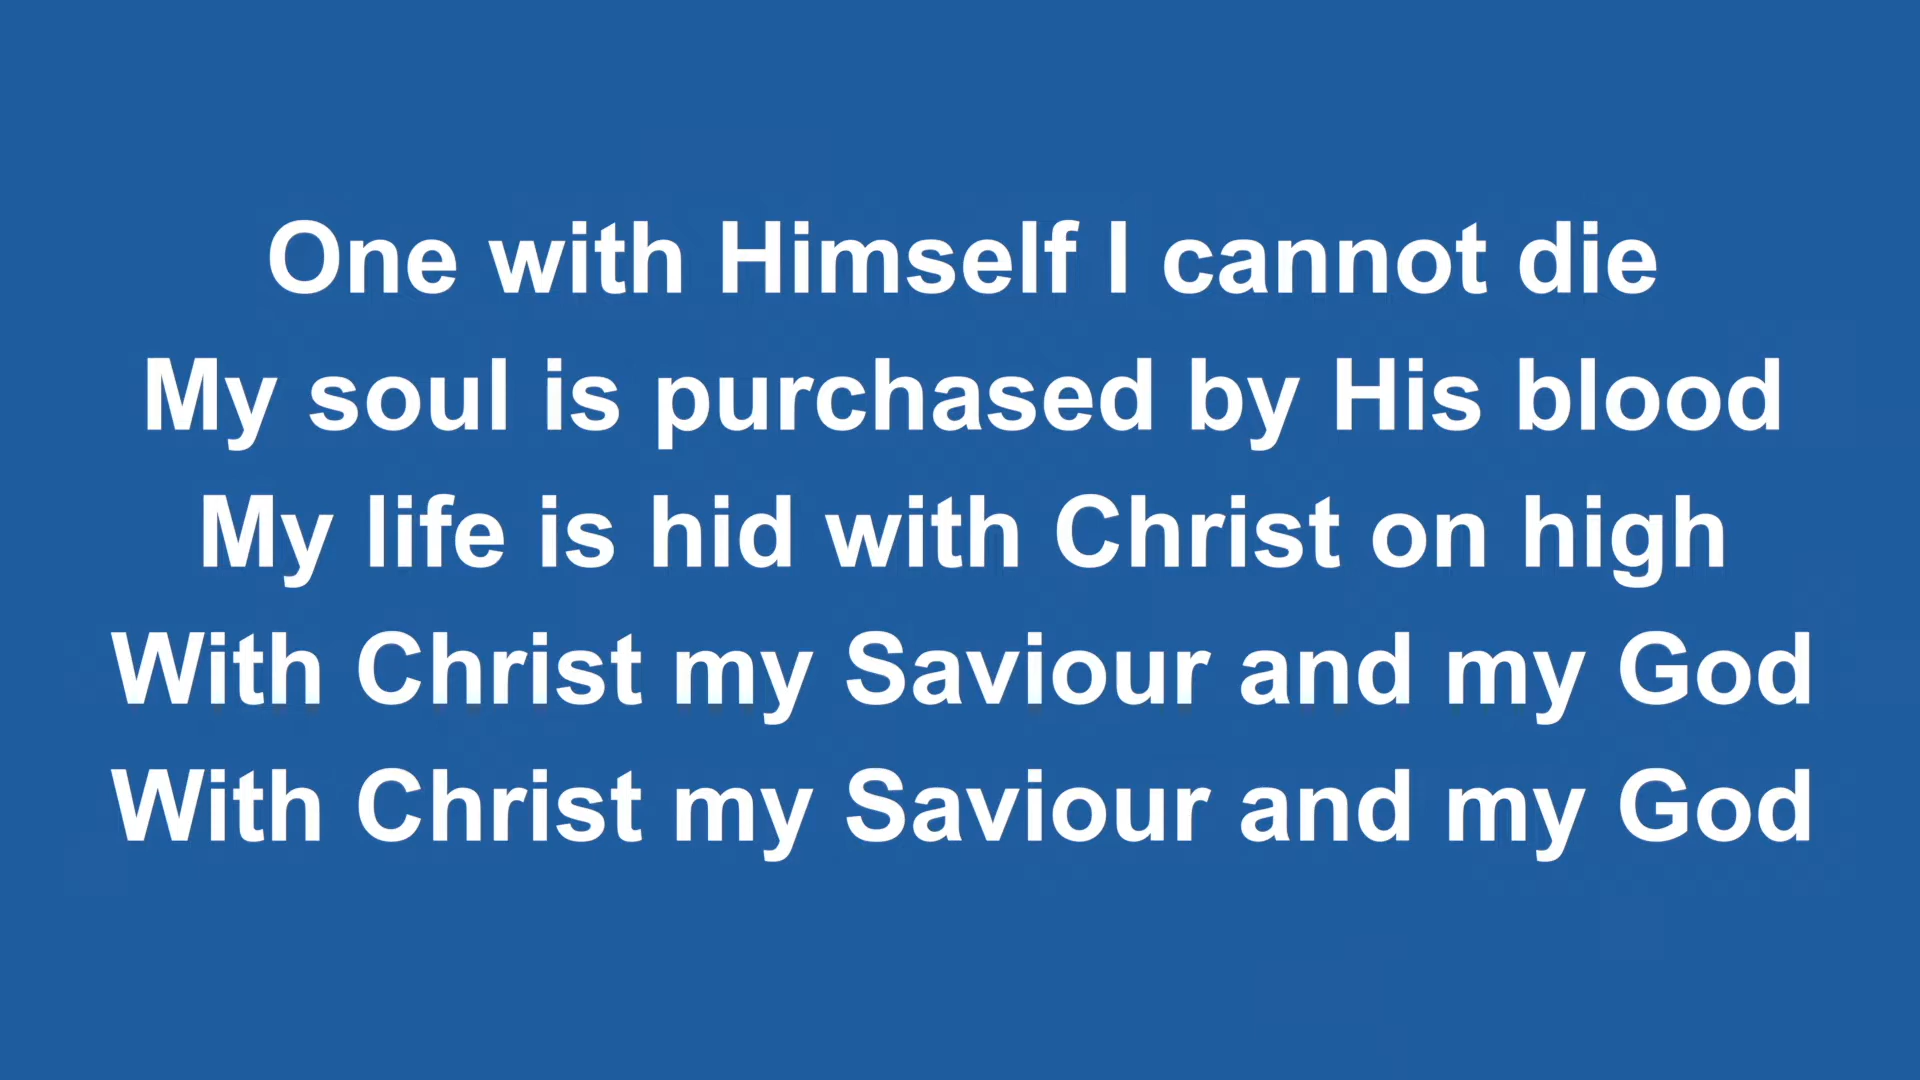 One with Himself I cannot die
My soul is purchased by His blood
My life is hid with Christ on high
With Christ my Saviour and my God
With Christ my Saviour and my God